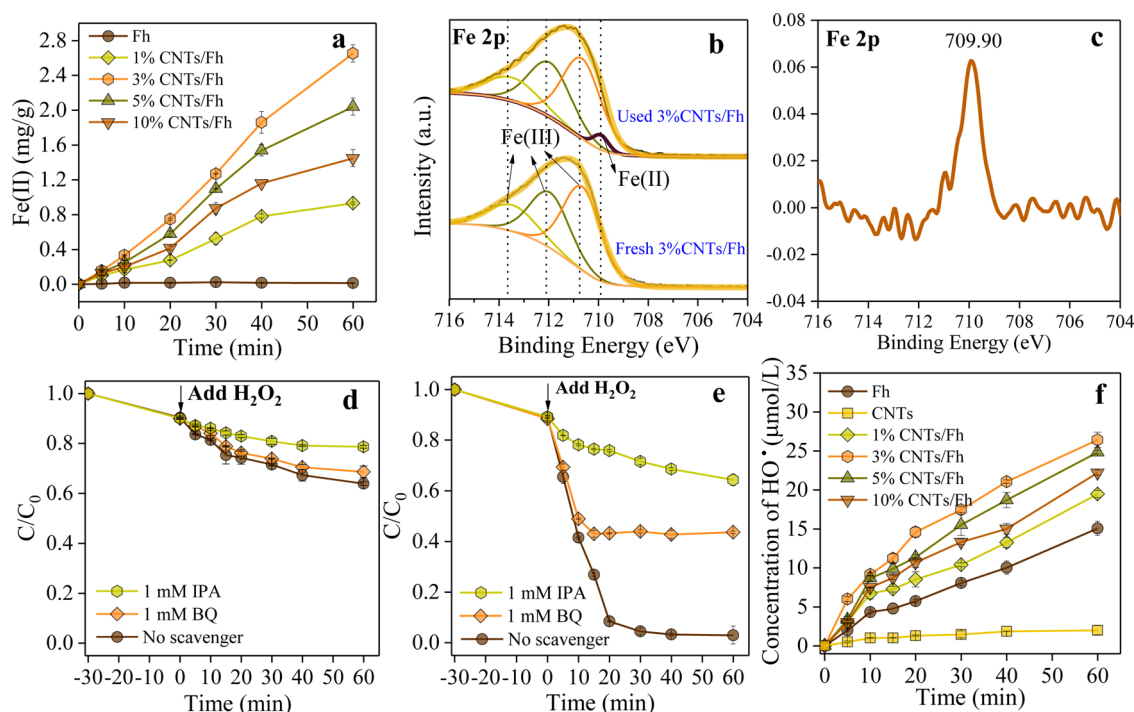 a
Fh
1% CNTs/Fh
3% CNTs/Fh
5% CNTs/Fh
10% CNTs/Fh
Fe(II) (mg/g)
2.8
2.4
2.0
1.6
1.2
0.8
0.4
0.0
0 10 20 30 40 50 60
Time (min)
Fe 2p
b
Used 3%CNTs/Fh
Fe(III)
Fe(II)
Fresh 3%CNTs/Fh
Intensity (a.u.)
716 714 712 710 708 706 704
Binding Energy (eV)
Fe 2p
709.90
c
0.08
0.06
0.04
0.02
0.00
-0.02
-0.04
716 714 712 710 708 706 704
Binding Energy (eV)
Add H₂O₂
d
C/C₀
1.0
0.8
0.6
0.4
0.2
0.0
1 mM IPA
1 mM BQ
No scavenger
-30 -20 -10 0 10 20 30 40 50 60
Time (min)
Add H₂O₂
e
C/C₀
1.0
0.8
0.6
0.4
0.2
0.0
1 mM IPA
1 mM BQ
No scavenger
-30 -20 -10 0 10 20 30 40 50 60
Time (min)
f
Fh
CNTs
1% CNTs/Fh
3% CNTs/Fh
5% CNTs/Fh
10% CNTs/Fh
Concentration of HO• (μmol/L)
35
30
25
20
15
10
5
0
0 10 20 30 40 50 60
Time (min)